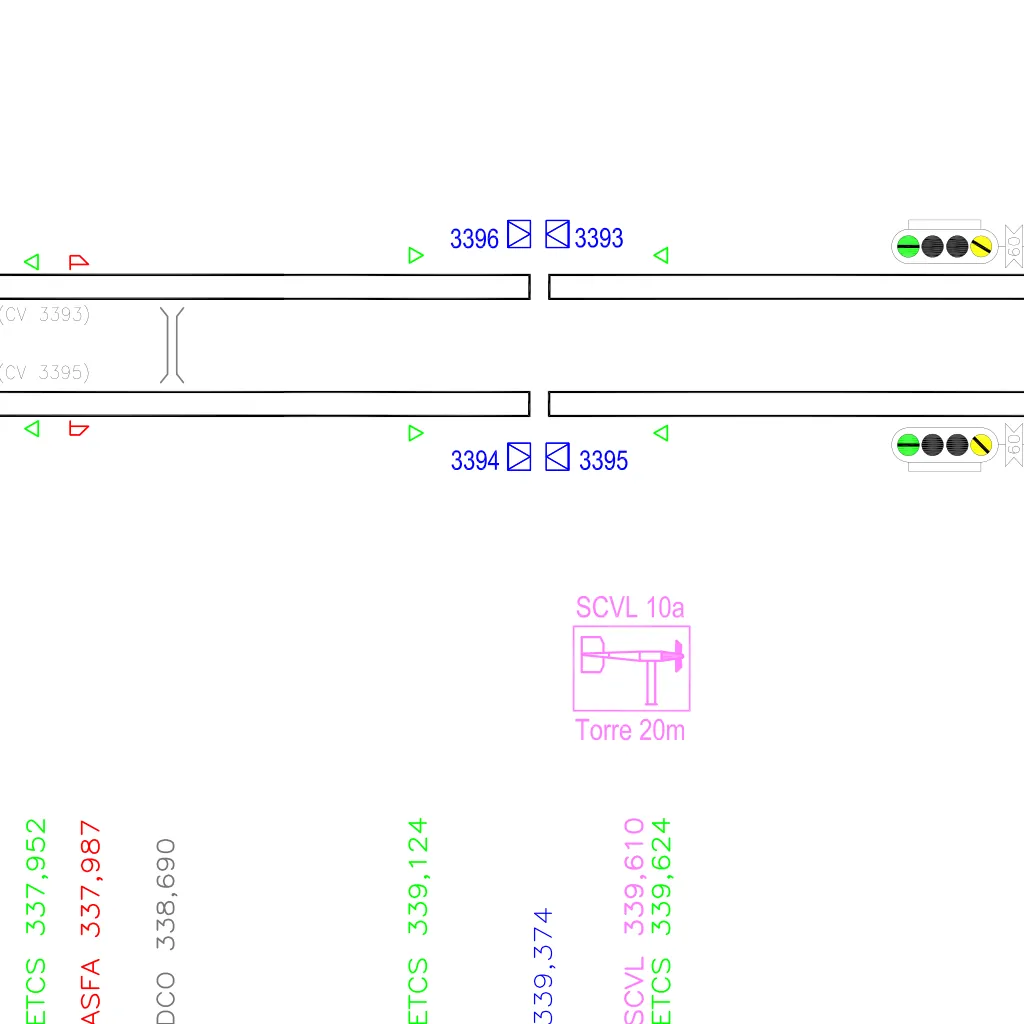 3396
3393
(CV 3393)
(CV 3395)
3394
3395
60
60
SCVL 10a
Torre 20m
ETCS 337,952
ASFA 337,987
DCO 338,690
ETCS 339,124
339,374
SCVL 339,610
ETCS 339,624